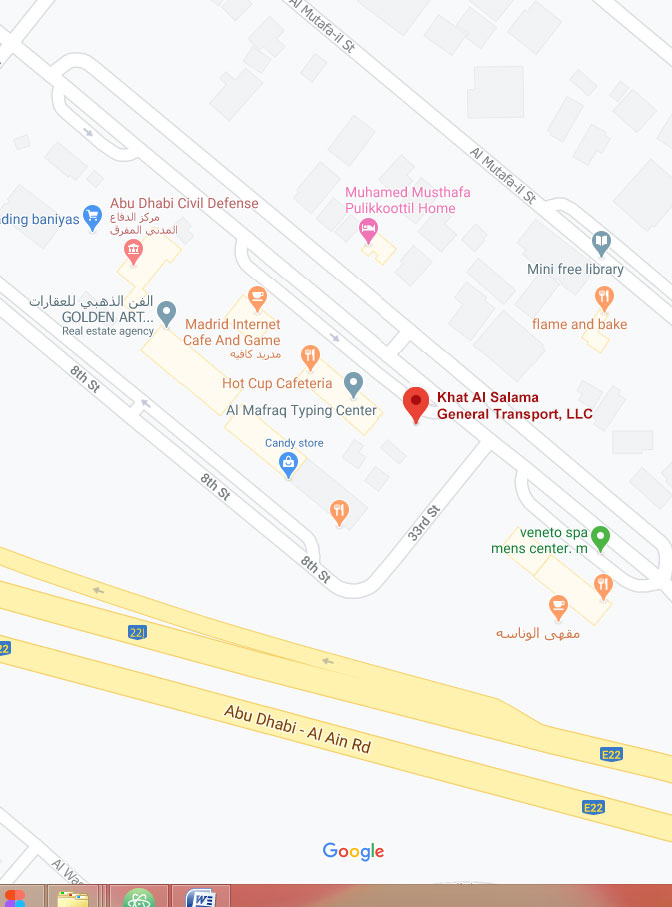 Al Mutafa-il St
Al Mutafa-il St
Muhamed Musthafa
Pulikkoottil Home
Abu Dhabi Civil Defense
مركز الدفاع
المدني المفرق
ding baniyas
Mini free library
الفن الذهبي للعقارات
GOLDEN ART...
Real estate agency
Madrid Internet
Cafe And Game
مدريد كافيه
flame and bake
8th St
Hot Cup Cafeteria
Al Mafraq Typing Center
Khat Al Salama
General Transport, LLC
Candy store
8th St
33rd St
veneto spa
mens center. m
8th St
مقهى الوناسه
22
Abu Dhabi - Al Ain Rd
E22
E22
Google
Al Wa
W